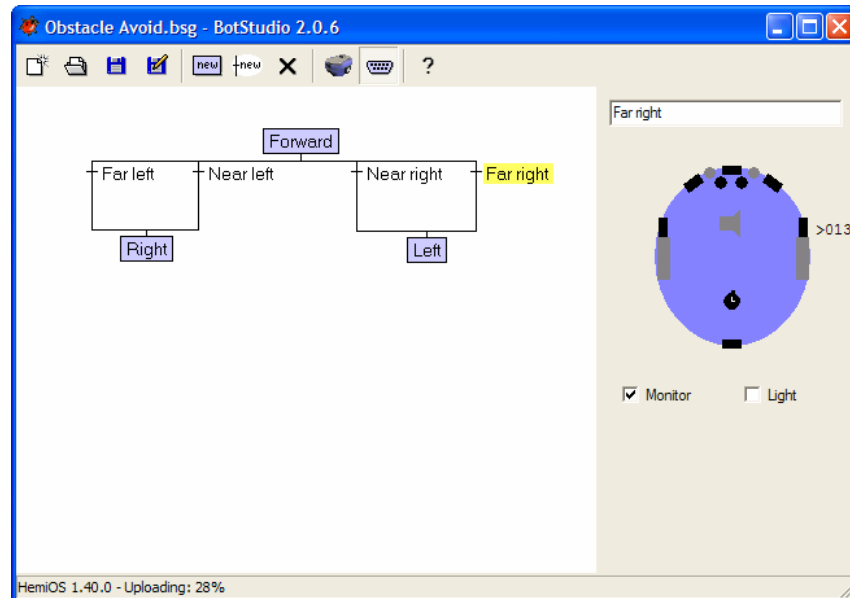 Obstacle Avoid.bsg - BotStudio 2.0.6
new new ?
Far right
Forward
Far left Near left Near right Far right
>013
Right Left
Monitor Light
HemiOS 1.40.0 - Uploading: 28%